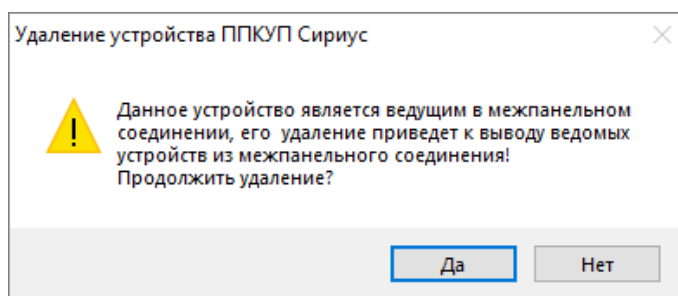 Удаление устройства ППКУП Сириус
Данное устройство является ведущим в межпанельном
соединении, его  удаление приведет к выводу ведомых
устройств из межпанельного соединения!
Продолжить удаление?
Да
Нет